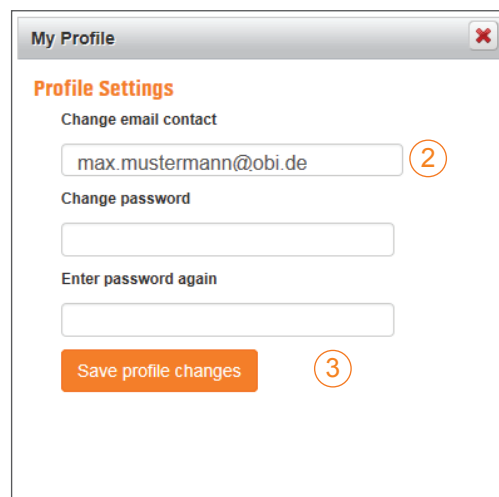 My Profile
Profile Settings
Change email contact
max.mustermann@obi.de
2
Change password
Enter password again
Save profile changes
3